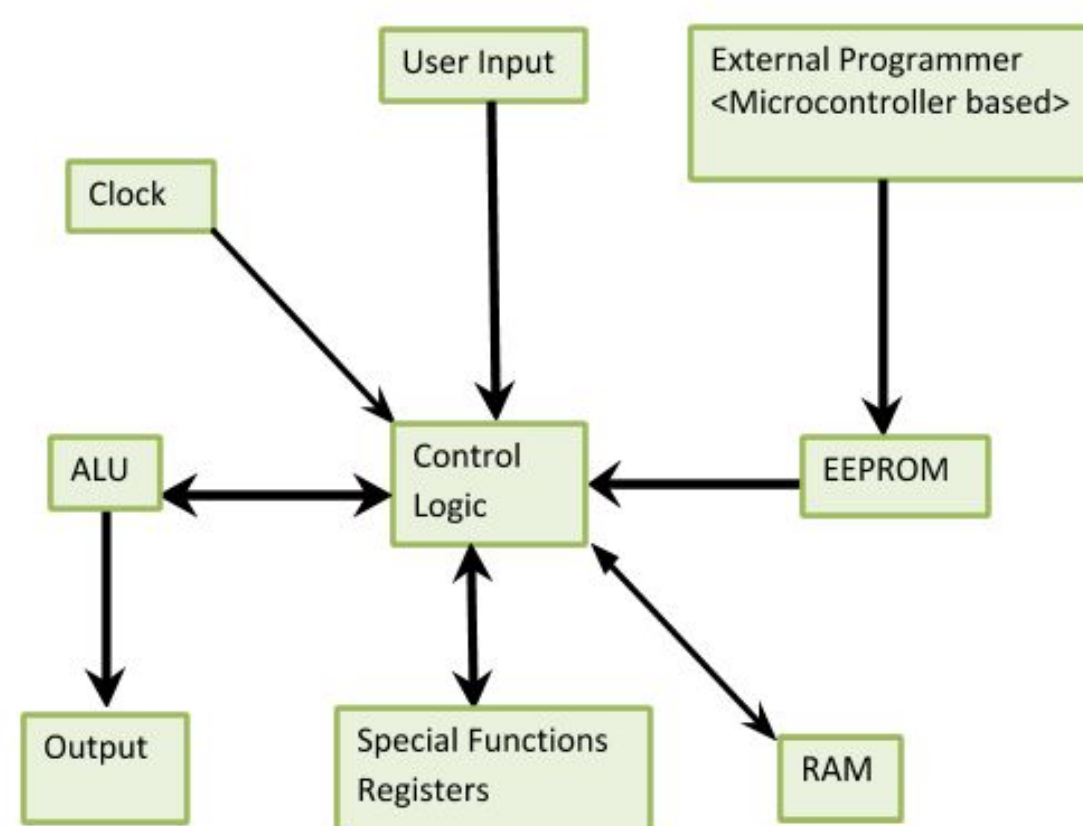 User Input
External Programmer
<Microcontroller based>
Clock
ALU
Control
Logic
EEPROM
Output
Special Functions
Registers
RAM